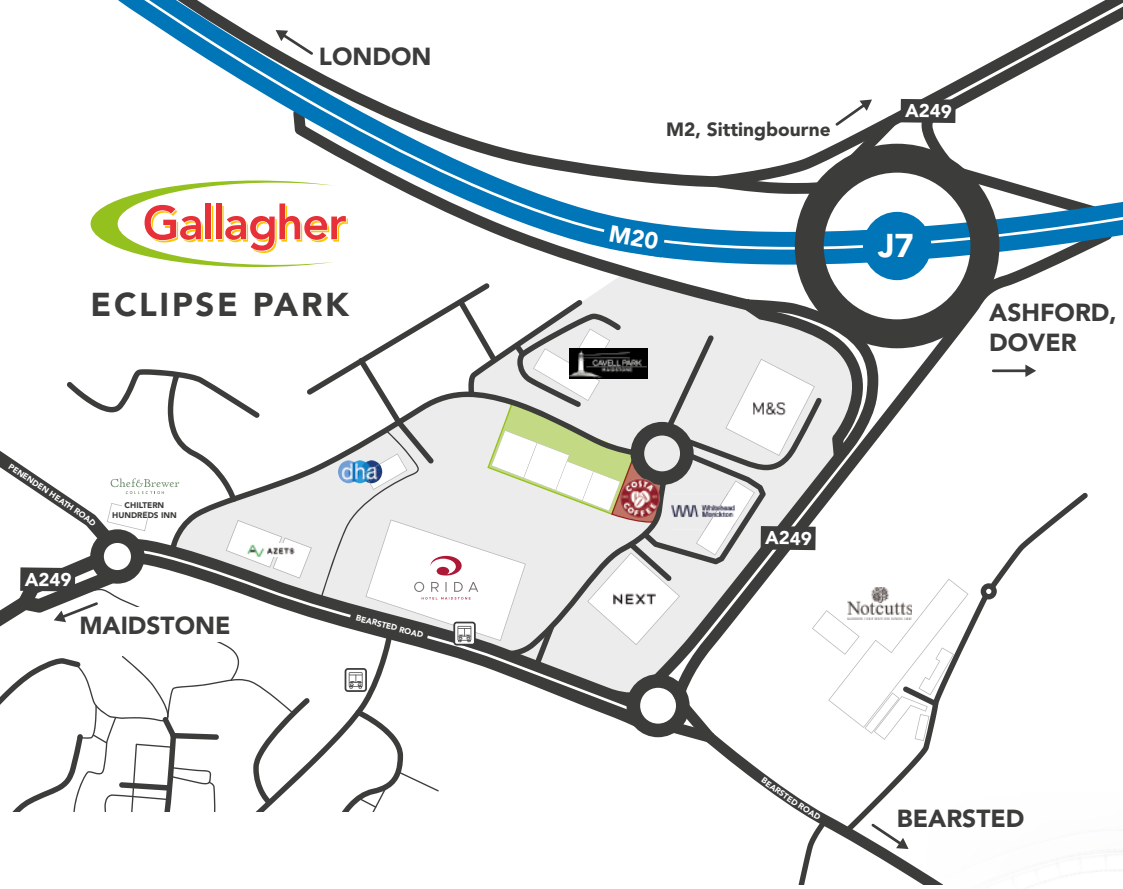 LONDON
M2, Sittingbourne
A249
Gallagher
M20
J7
ECLIPSE PARK
ASHFORD,
DOVER
CAVELL PARK
MAIDSTONE
M&S
PENENDEN HEATH ROAD
dha
Chef&Brewer
COLLECTION
CHILTERN
HUNDREDS INN
COSTA
COFFEE
Whitehead
Monckton
AZETS
A249
ORIDA
HOTEL MAIDSTONE
A249
NEXT
Notcutts
MAIDSTONE
BEARSTED ROAD
BEARSTED ROAD
BEARSTED